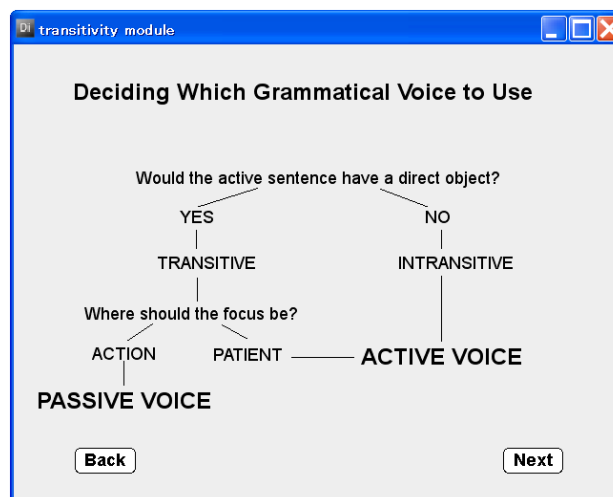 Di transitivity module
Deciding Which Grammatical Voice to Use
Would the active sentence have a direct object?
YES NO
TRANSITIVE INTRANSITIVE
Where should the focus be?
ACTION PATIENT ACTIVE VOICE
PASSIVE VOICE
Back Next